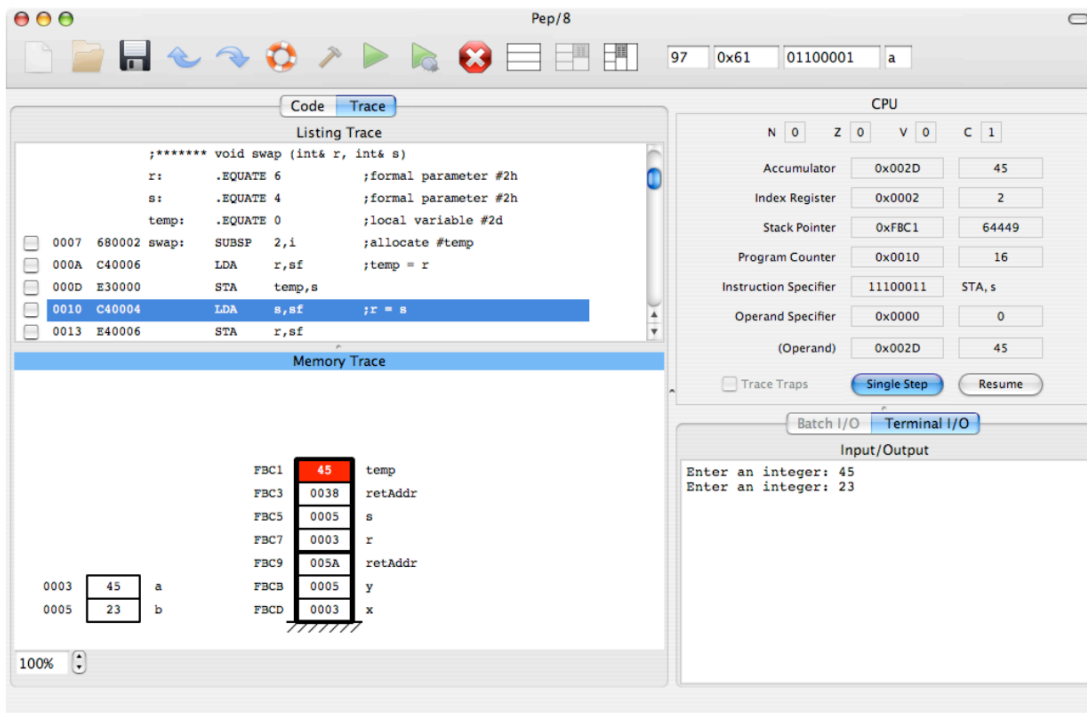 Pep/8
97 0x61 01100001 a
Code Trace
Listing Trace
;******* void swap (int& r, int& s)
r: .EQUATE 6 ;formal parameter #2h
s: .EQUATE 4 ;formal parameter #2h
temp: .EQUATE 0 ;local variable #2d
0007 680002 swap: SUBSP 2,i ;allocate #temp
000A C40006 LDA r,sf ;temp = r
000D E30000 STA temp,s
0010 C40004 LDA s,sf ;r = s
0013 E40006 STA r,sf
Memory Trace
FBC1 45 temp
FBC3 0038 retAddr
FBC5 0005 s
FBC7 0003 r
FBC9 005A retAddr
0003 45 a FBCB 0005 y
0005 23 b FBCD 0003 x
100%
CPU
N 0 Z 0 V 0 C 1
Accumulator 0x002D 45
Index Register 0x0002 2
Stack Pointer 0xFBC1 64449
Program Counter 0x0010 16
Instruction Specifier 11100011 STA, s
Operand Specifier 0x0000 0
(Operand) 0x002D 45
Trace Traps Single Step Resume
Batch I/O Terminal I/O
Input/Output
Enter an integer: 45
Enter an integer: 23